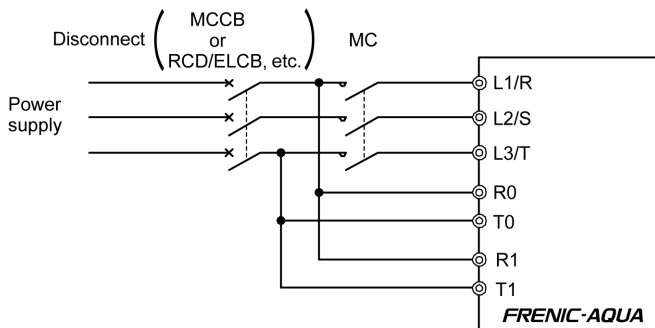 MCCB
or
RCD/ELCB, etc.
Disconnect
MC
Power
supply
L1/R
L2/S
L3/T
R0
T0
R1
T1
FRENIC-AQUA